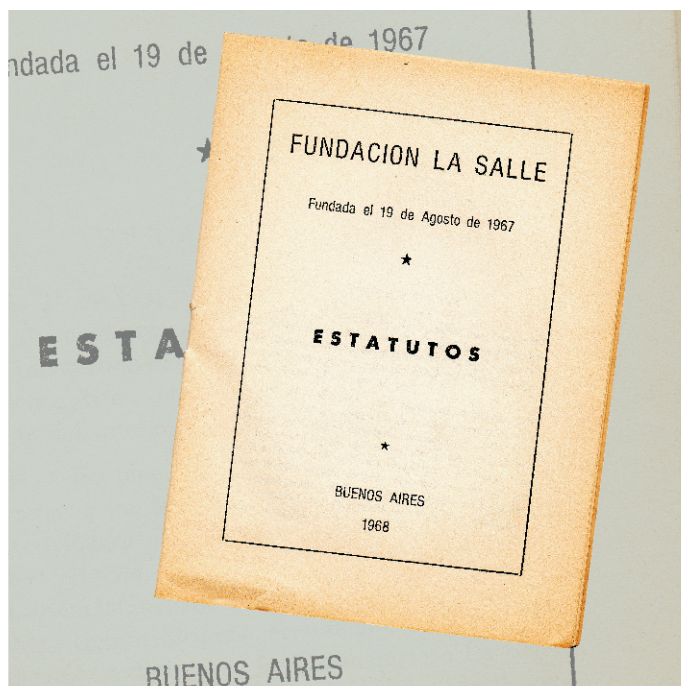 ndada el 19 de de 1967
ESTA
BUENOS AIRES
FUNDACION LA SALLE
Fundada el 19 de Agosto de 1967
ESTATUTOS
BUENOS AIRES
1968